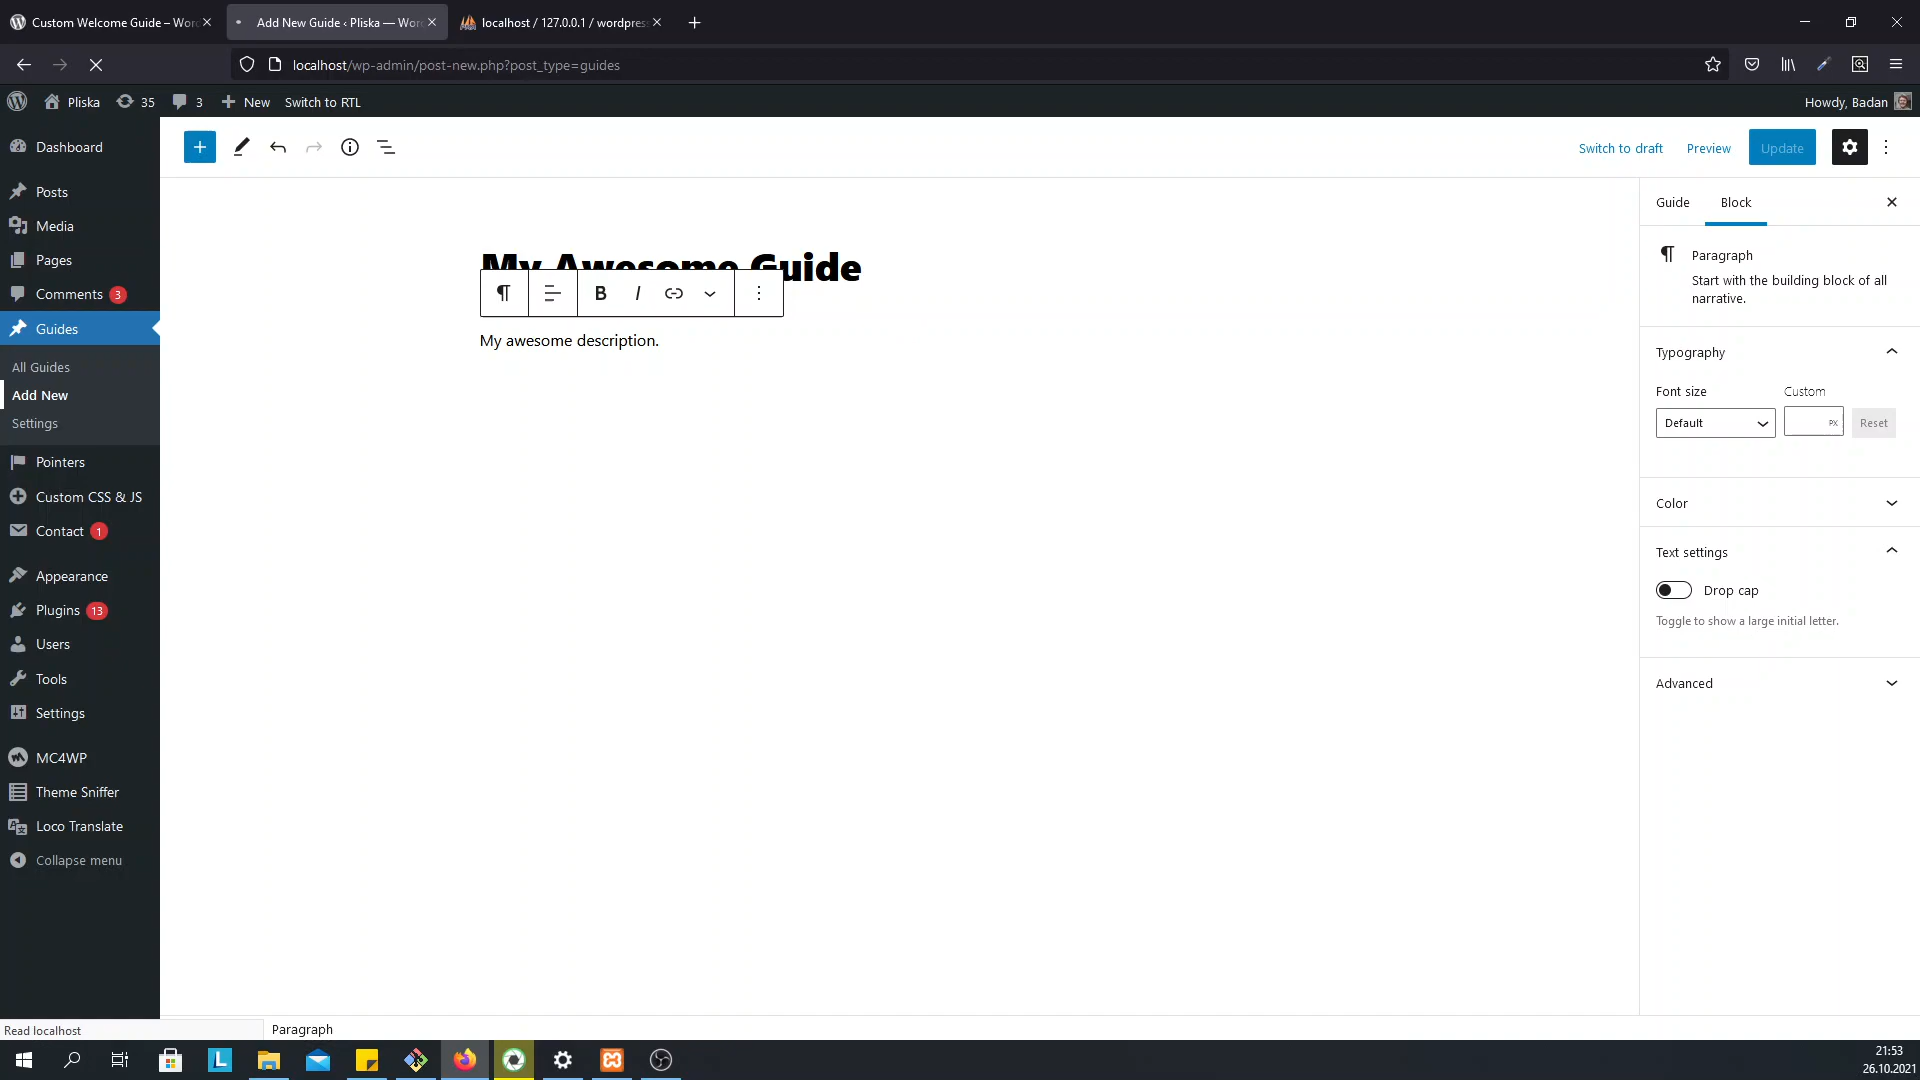 Custom Welcome Guide – Word
Add New Guide ‹ Pliska — Word
localhost / 127.0.0.1 / wordpres
localhost/wp-admin/post-new.php?post_type=guides
Pliska
35
3
New
Switch to RTL
Howdy, Badan
Dashboard
Posts
Media
Pages
Comments 3
Guides
All Guides
Add New
Settings
Pointers
Custom CSS & JS
Contact 1
Appearance
Plugins 13
Users
Tools
Settings
MC4WP
Theme Sniffer
Loco Translate
Collapse menu
Switch to draft
Preview
Update
My Awesome Guide
B I
My awesome description.
Guide
Block
Paragraph
Start with the building block of all
narrative.
Typography
Font size
Custom
Default
PX
Reset
Color
Text settings
Drop cap
Toggle to show a large initial letter.
Advanced
Read localhost
Paragraph
L
21:53
26.10.2021